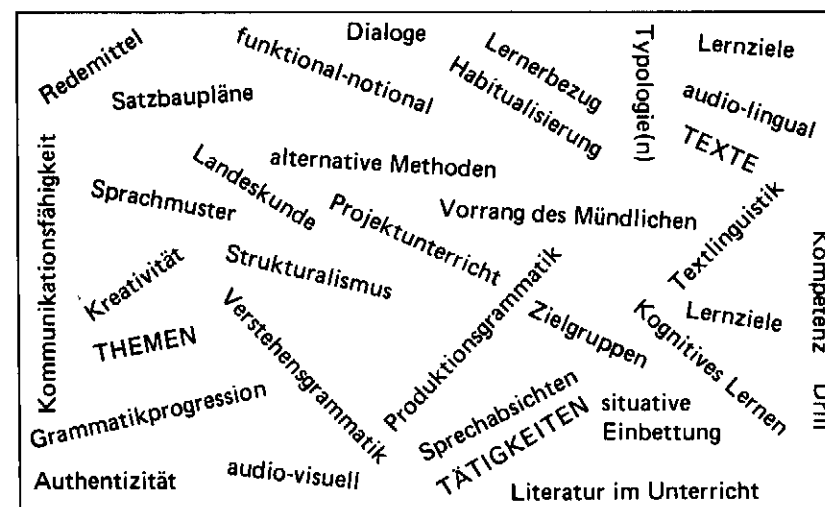 Dialoge
Redemittel
funktional-notional
Lernerbezug
Typologie(n)
Lernziele
Satzbaupläne
Habitualisierung
audio-lingual
TEXTE
Kommunikationsfähigkeit
alternative Methoden
Landeskunde
Sprachmuster
Projektunterricht
Vorrang des Mündlichen
Textlinguistik
Kompetenz
Kreativität
Strukturalismus
Produktionsgrammatik
Zielgruppen
Lernziele
Kognitives Lernen
THEMEN
Verstehensgrammatik
Drill
Grammatikprogression
Sprechabsichten
TÄTIGKEITEN
situative
Einbettung
Authentizität
audio-visuell
Literatur im Unterricht